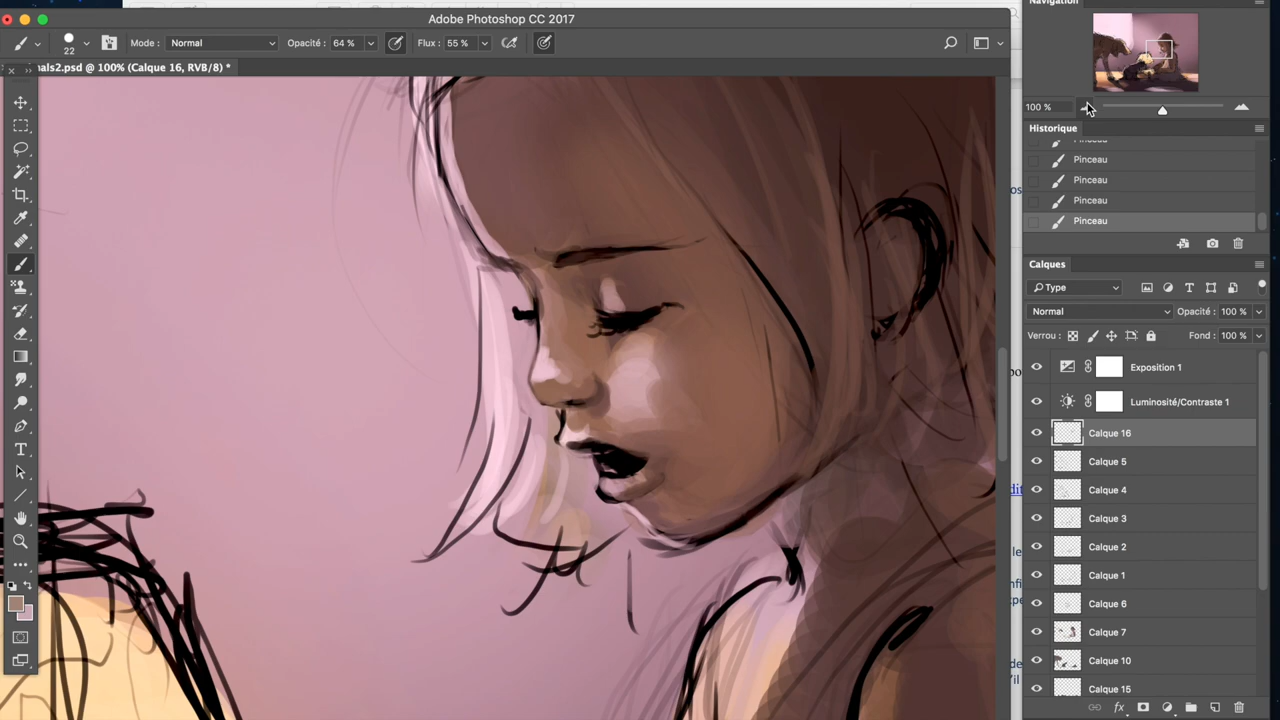 Navigation
Adobe Photoshop CC 2017
22 Mode : Normal Opacité : 64 % Flux : 55 %
nals2.psd @ 100% (Calque 16, RVB/8) *
100 %
Historique
Pinceau
Pinceau
Pinceau
Pinceau
Calques
Type
Normal Opacité : 100 %
Verrou : Fond : 100 %
Exposition 1
Luminosité/Contraste 1
Calque 16
Calque 5
Calque 4
Calque 3
Calque 2
Calque 1
Calque 6
Calque 7
Calque 10
Calque 15